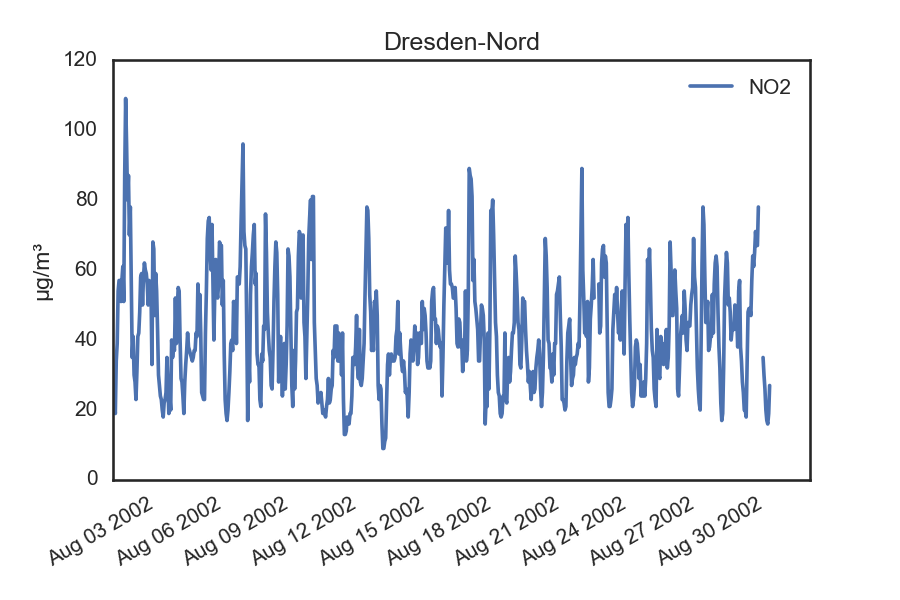 Dresden-Nord
120
100
80
60
40
20
0
µg/m³
NO2
Aug 03 2002
Aug 06 2002
Aug 09 2002
Aug 12 2002
Aug 15 2002
Aug 18 2002
Aug 21 2002
Aug 24 2002
Aug 27 2002
Aug 30 2002